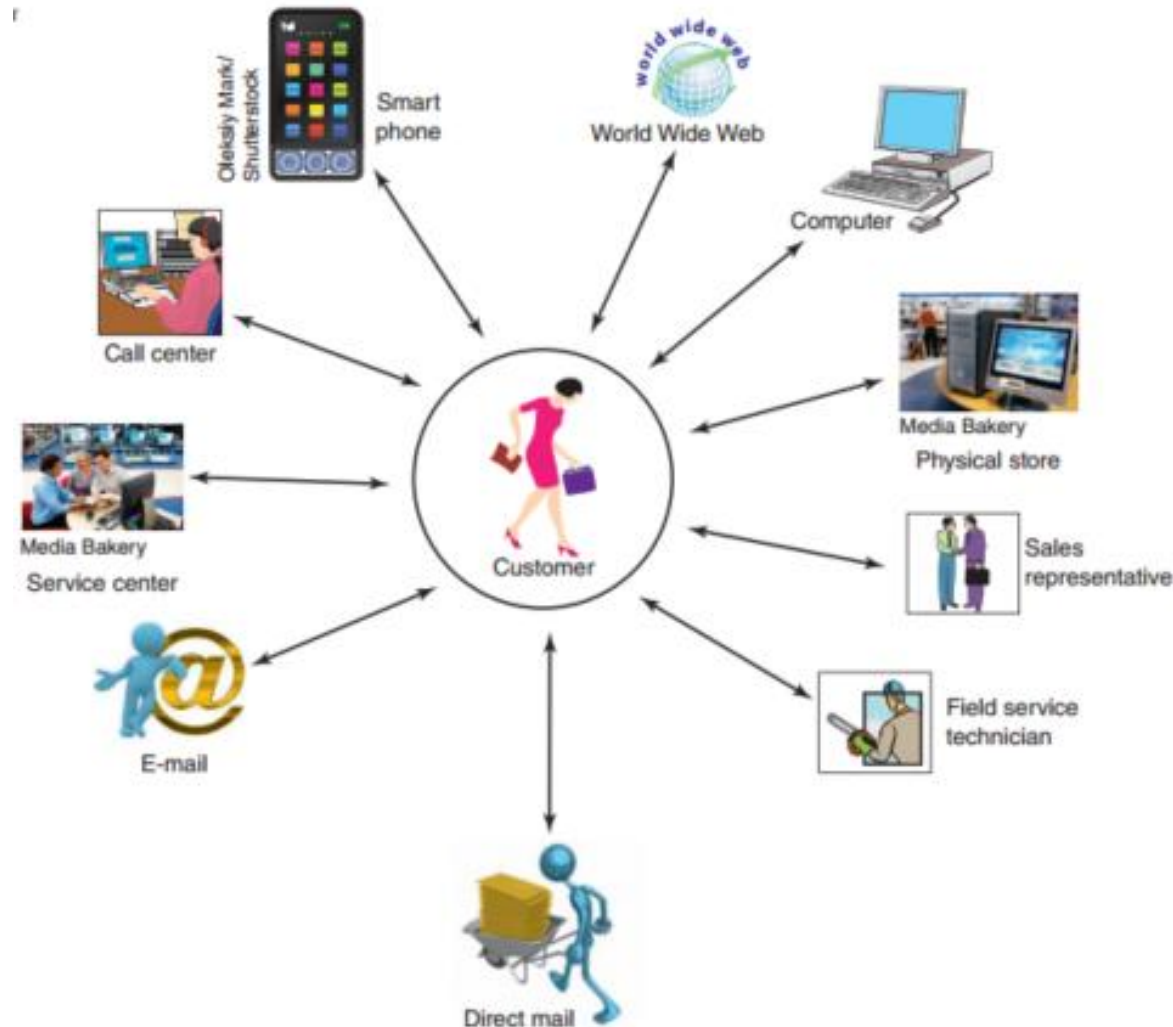 Oleksiy Mark/
Shutterstock
Smart
phone
world wide web
World Wide Web
Computer
Call center
Media Bakery
Physical store
Media Bakery
Service center
Customer
Sales
representative
@
E-mail
Field service
technician
Direct mail